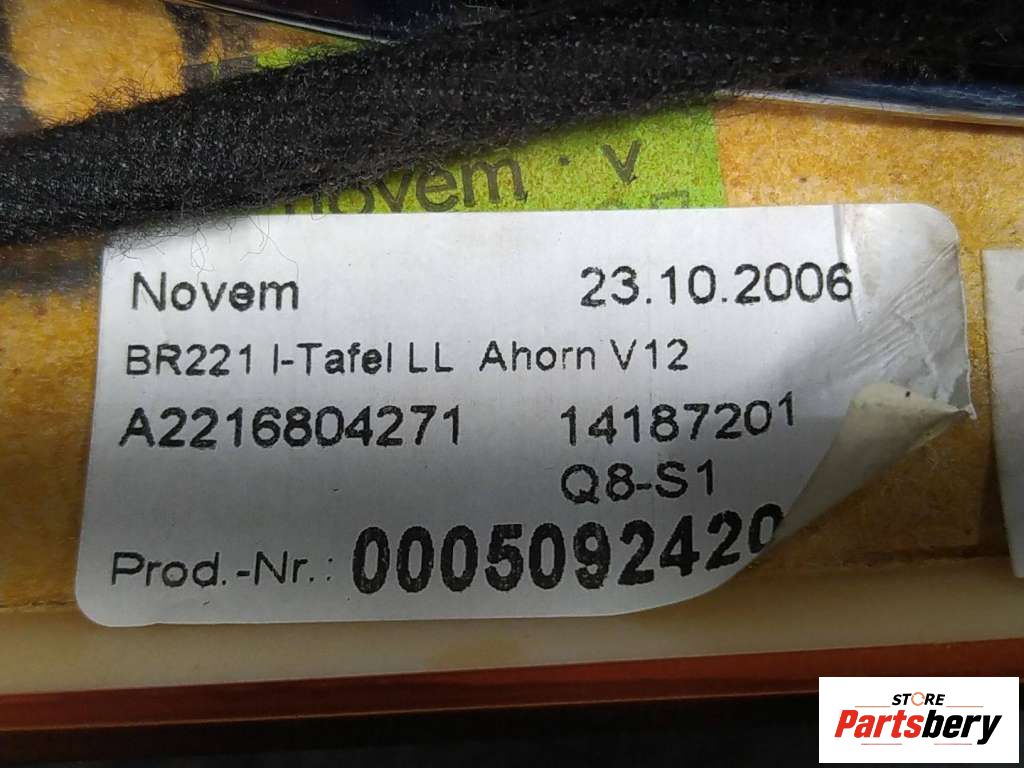 novem · v
Novem 23.10.2006
BR221 I-Tafel LL Ahorn V12
A2216804271 14187201
Q8-S1
Prod.-Nr.: 0005092420
STORE
Partsbery